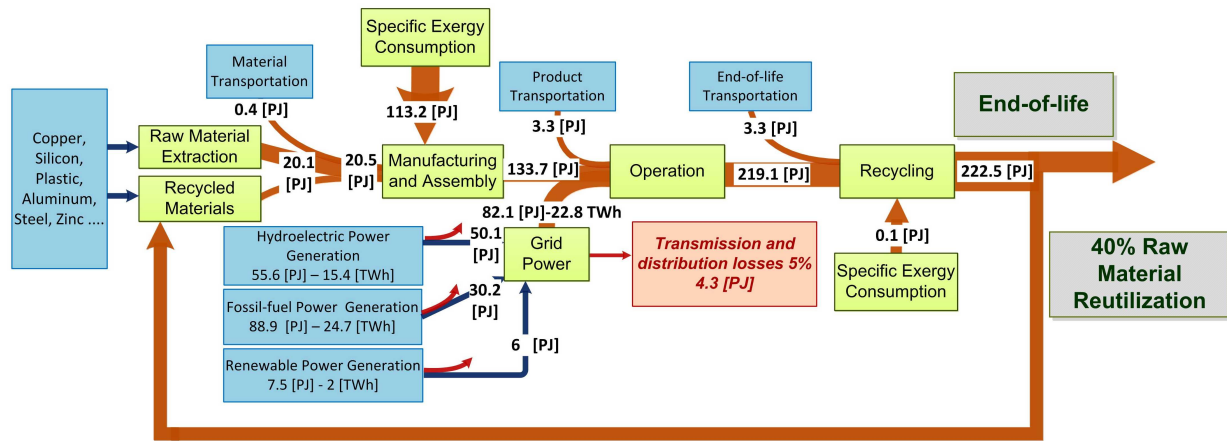 Specific Exergy
Consumption
Material
Transportation
Product
Transportation
End-of-life
Transportation
End-of-life
0.4 [PJ]
113.2 [PJ]
3.3 [PJ]
3.3 [PJ]
Copper,
Silicon,
Plastic,
Aluminum,
Steel, Zinc ....
Raw Material
Extraction
Recycled
Materials
20.1
[PJ]
20.5
[PJ]
Manufacturing
and Assembly
133.7 [PJ]
Operation
219.1 [PJ]
Recycling
222.5 [PJ]
82.1 [PJ]-22.8 TWh
Hydroelectric Power
Generation
55.6 [PJ] – 15.4 [TWh]
50.1
[PJ]
Grid
Power
Transmission and
distribution losses 5%
4.3 [PJ]
0.1 [PJ]
Specific Exergy
Consumption
40% Raw
Material
Reutilization
Fossil-fuel Power Generation
88.9 [PJ] – 24.7 [TWh]
30.2
[PJ]
Renewable Power Generation
7.5 [PJ] - 2 [TWh]
6 [PJ]